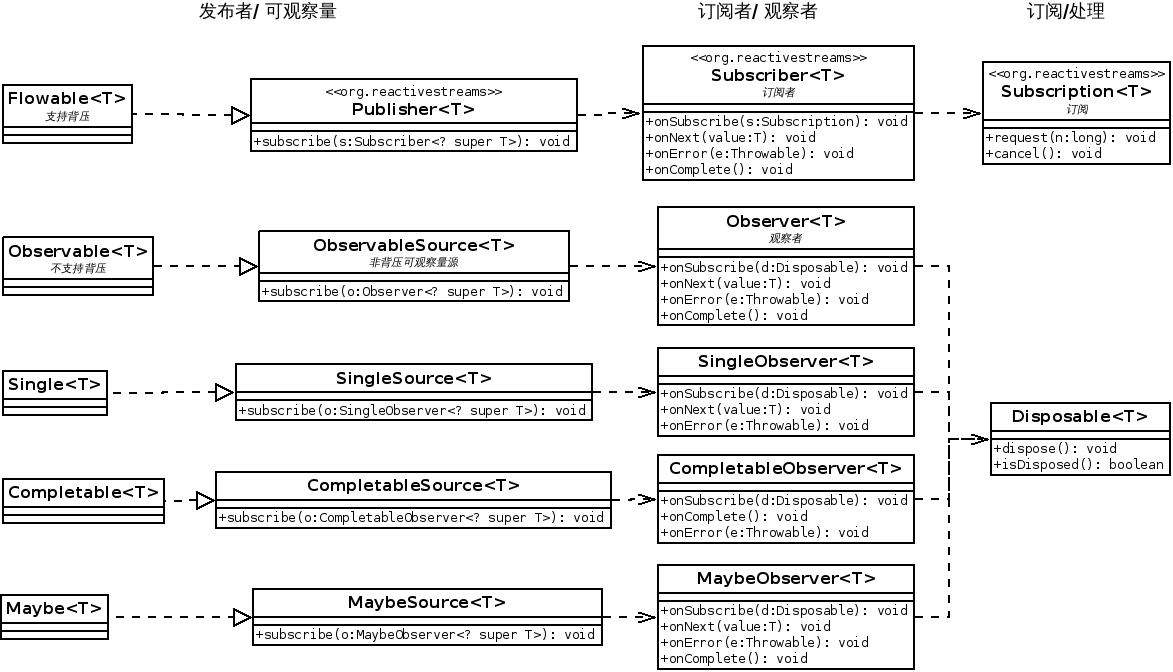 发布者/ 可观察量
订阅者/ 观察者
订阅/处理
Flowable<T>
支持背压
<<org.reactivestreams>>
Publisher<T>
+subscribe(s:Subscriber<? super T>): void
<<org.reactivestreams>>
Subscriber<T>
订阅者
+onSubscribe(s:Subscription): void
+onNext(value:T): void
+onError(e:Throwable): void
+onComplete(): void
<<org.reactivestreams>>
Subscription<T>
订阅
+request(n:long): void
+cancel(): void
Observable<T>
不支持背压
ObservableSource<T>
非背压可观察量源
+subscribe(o:Observer<? super T>): void
Observer<T>
观察者
+onSubscribe(d:Disposable): void
+onNext(value:T): void
+onError(e:Throwable): void
+onComplete(): void
Single<T>
SingleSource<T>
+subscribe(o:SingleObserver<? super T>): void
SingleObserver<T>
+onSubscribe(d:Disposable): void
+onNext(value:T): void
+onError(e:Throwable): void
Disposable<T>
+dispose(): void
+isDisposed(): boolean
Completable<T>
CompletableSource<T>
+subscribe(o:CompletableObserver<? super T>): void
CompletableObserver<T>
+onSubscribe(d:Disposable): void
+onComplete(): void
+onError(e:Throwable): void
Maybe<T>
MaybeSource<T>
+subscribe(o:MaybeObserver<? super T>): void
MaybeObserver<T>
+onSubscribe(d:Disposable): void
+onNext(value:T): void
+onError(e:Throwable): void
+onComplete(): void